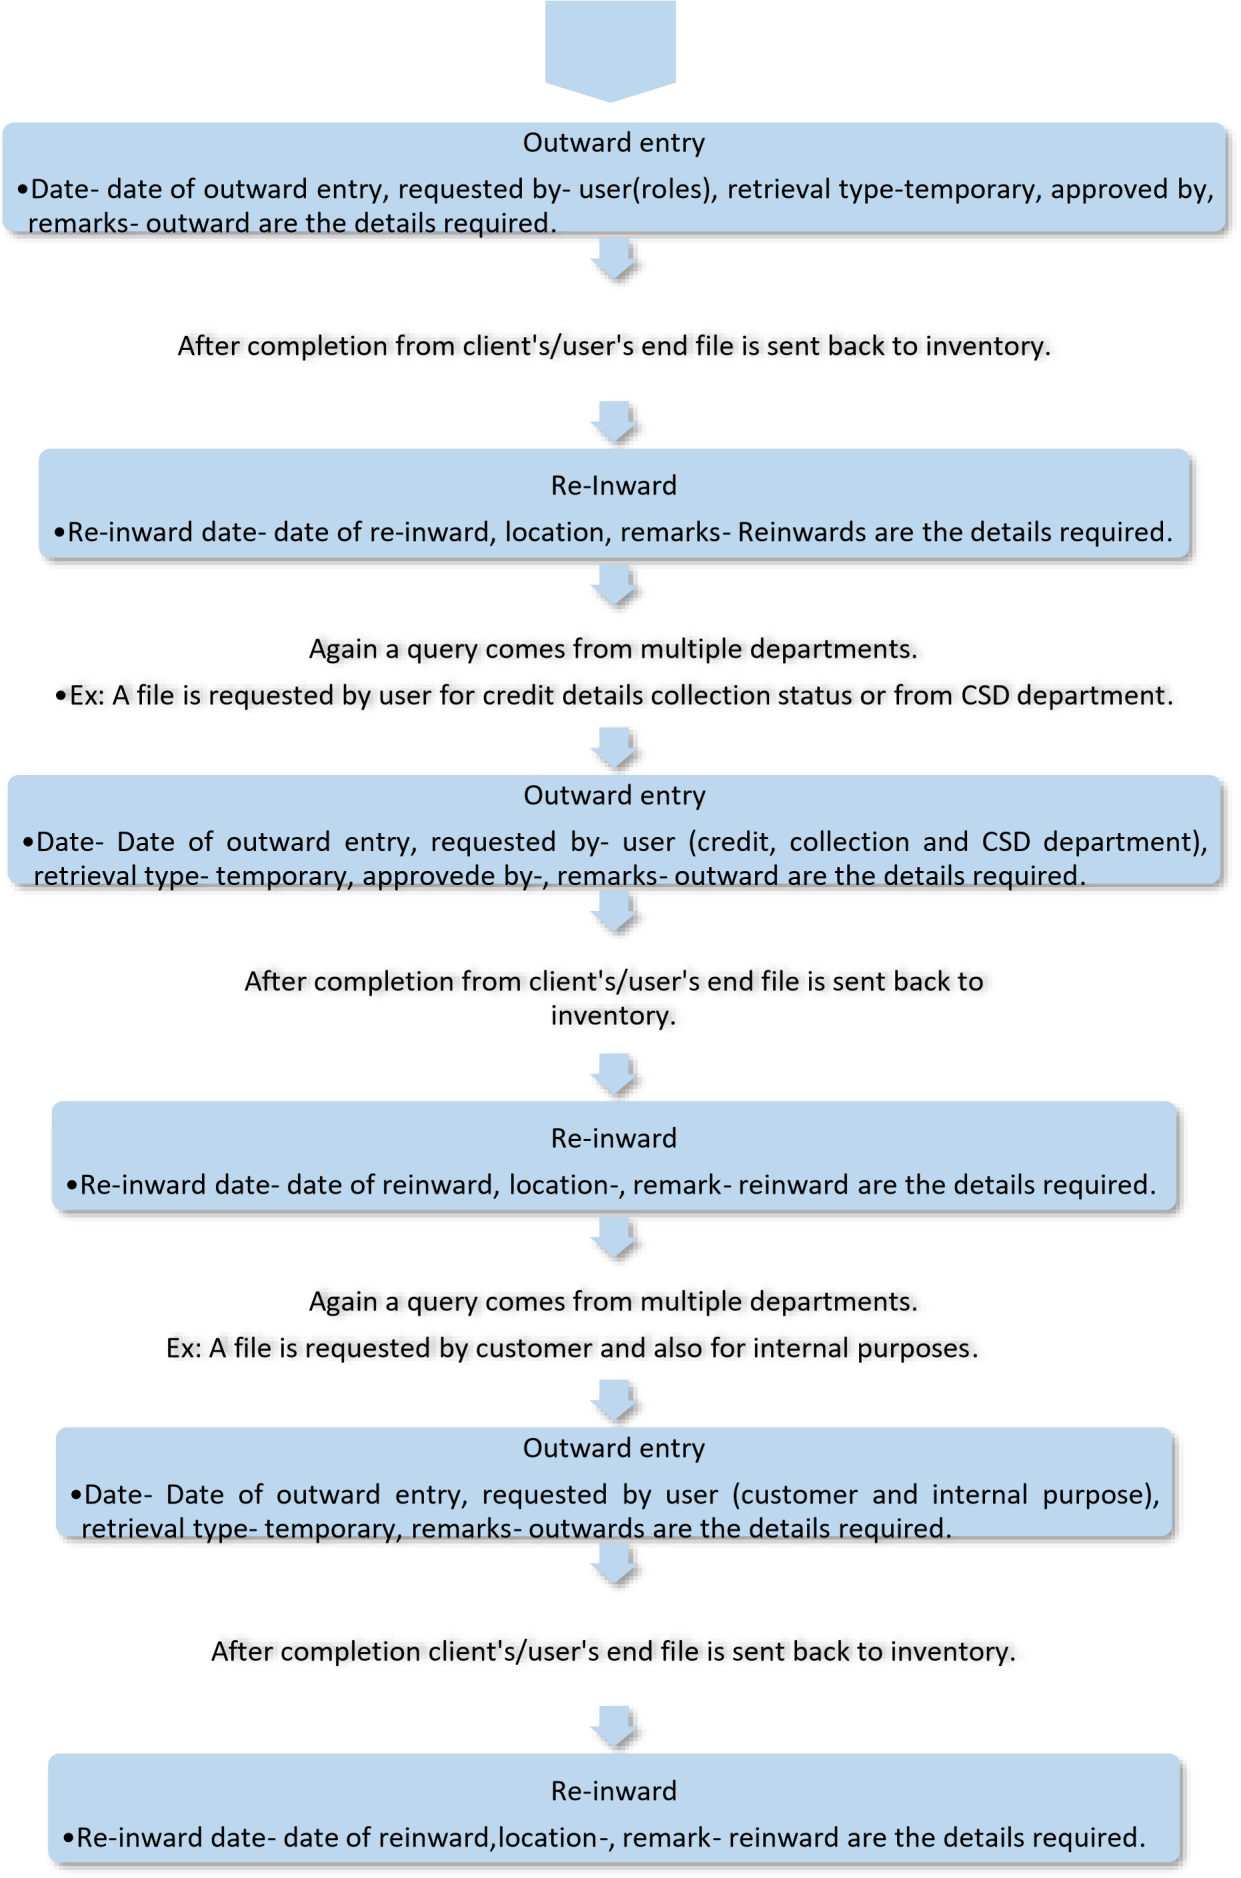 Outward entry
•Date- date of outward entry, requested by- user(roles), retrieval type-temporary, approved by,
remarks- outward are the details required.
After completion from client's/user's end file is sent back to inventory.
Re-Inward
•Re-inward date- date of re-inward, location, remarks- Reinwards are the details required.
Again a query comes from multiple departments.
•Ex: A file is requested by user for credit details collection status or from CSD department.
Outward entry
•Date- Date of outward entry, requested by- user (credit, collection and CSD department),
retrieval type- temporary, approvede by-, remarks- outward are the details required.
After completion from client's/user's end file is sent back to
inventory.
Re-inward
•Re-inward date- date of reinward, location-, remark- reinward are the details required.
Again a query comes from multiple departments.
Ex: A file is requested by customer and also for internal purposes.
Outward entry
•Date- Date of outward entry, requested by user (customer and internal purpose),
retrieval type- temporary, remarks- outwards are the details required.
After completion client's/user's end file is sent back to inventory.
Re-inward
•Re-inward date- date of reinward,location-, remark- reinward are the details required.